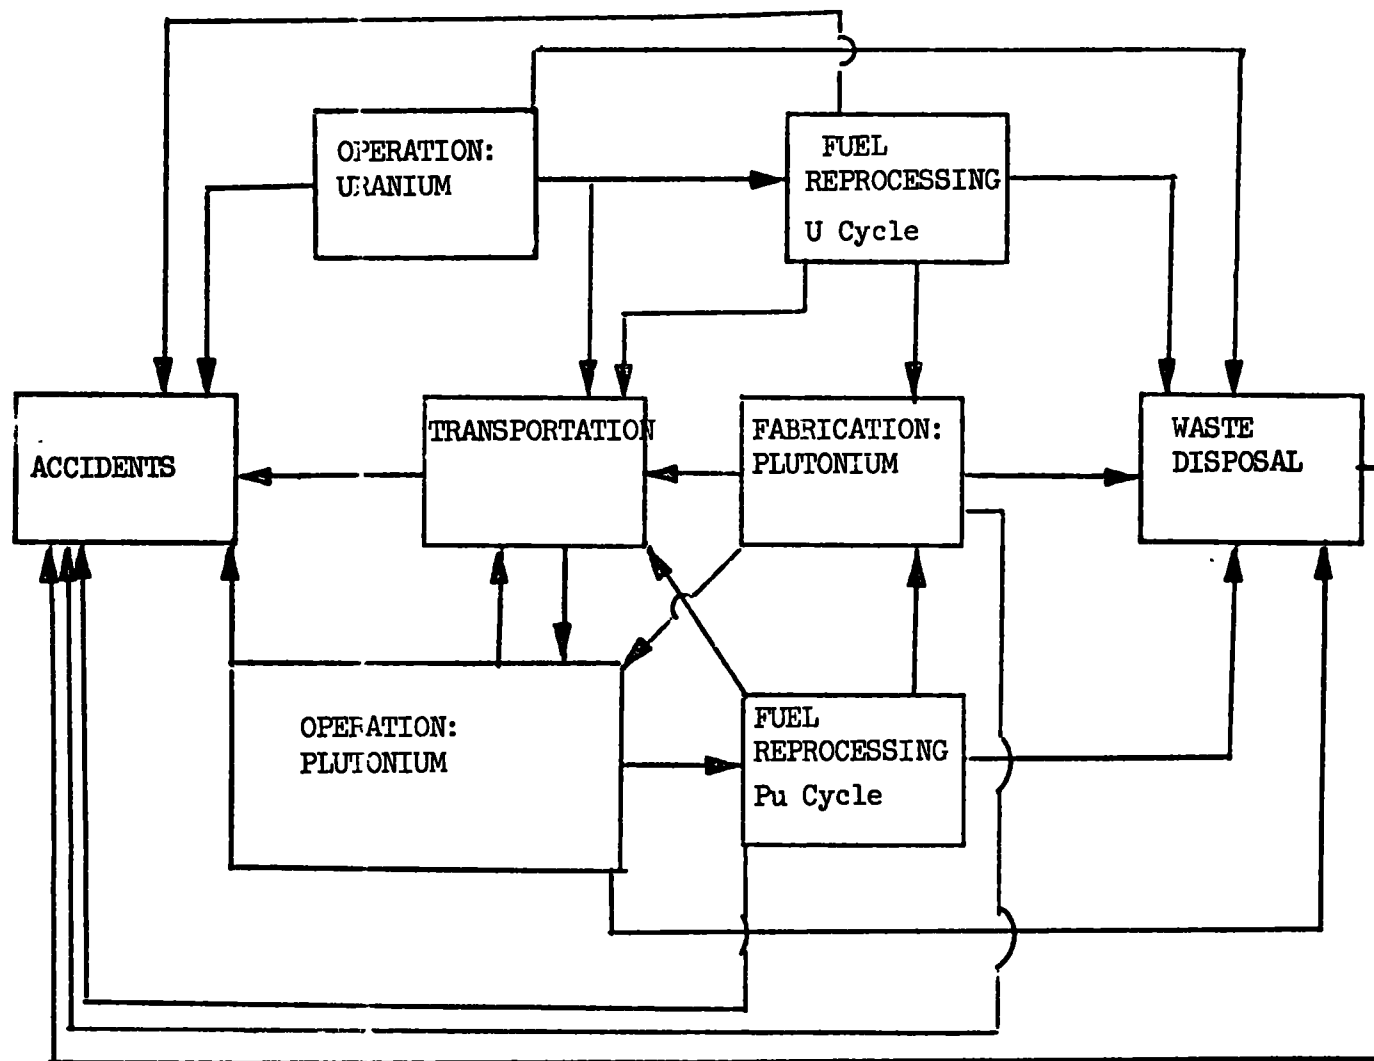 OPERATION:
URANIUM
FUEL
REPROCESSING
U Cycle
ACCIDENTS
TRANSPORTATION
FABRICATION:
PLUTONIUM
WASTE
DISPOSAL
OPERATION:
PLUTONIUM
FUEL
REPROCESSING
Pu Cycle